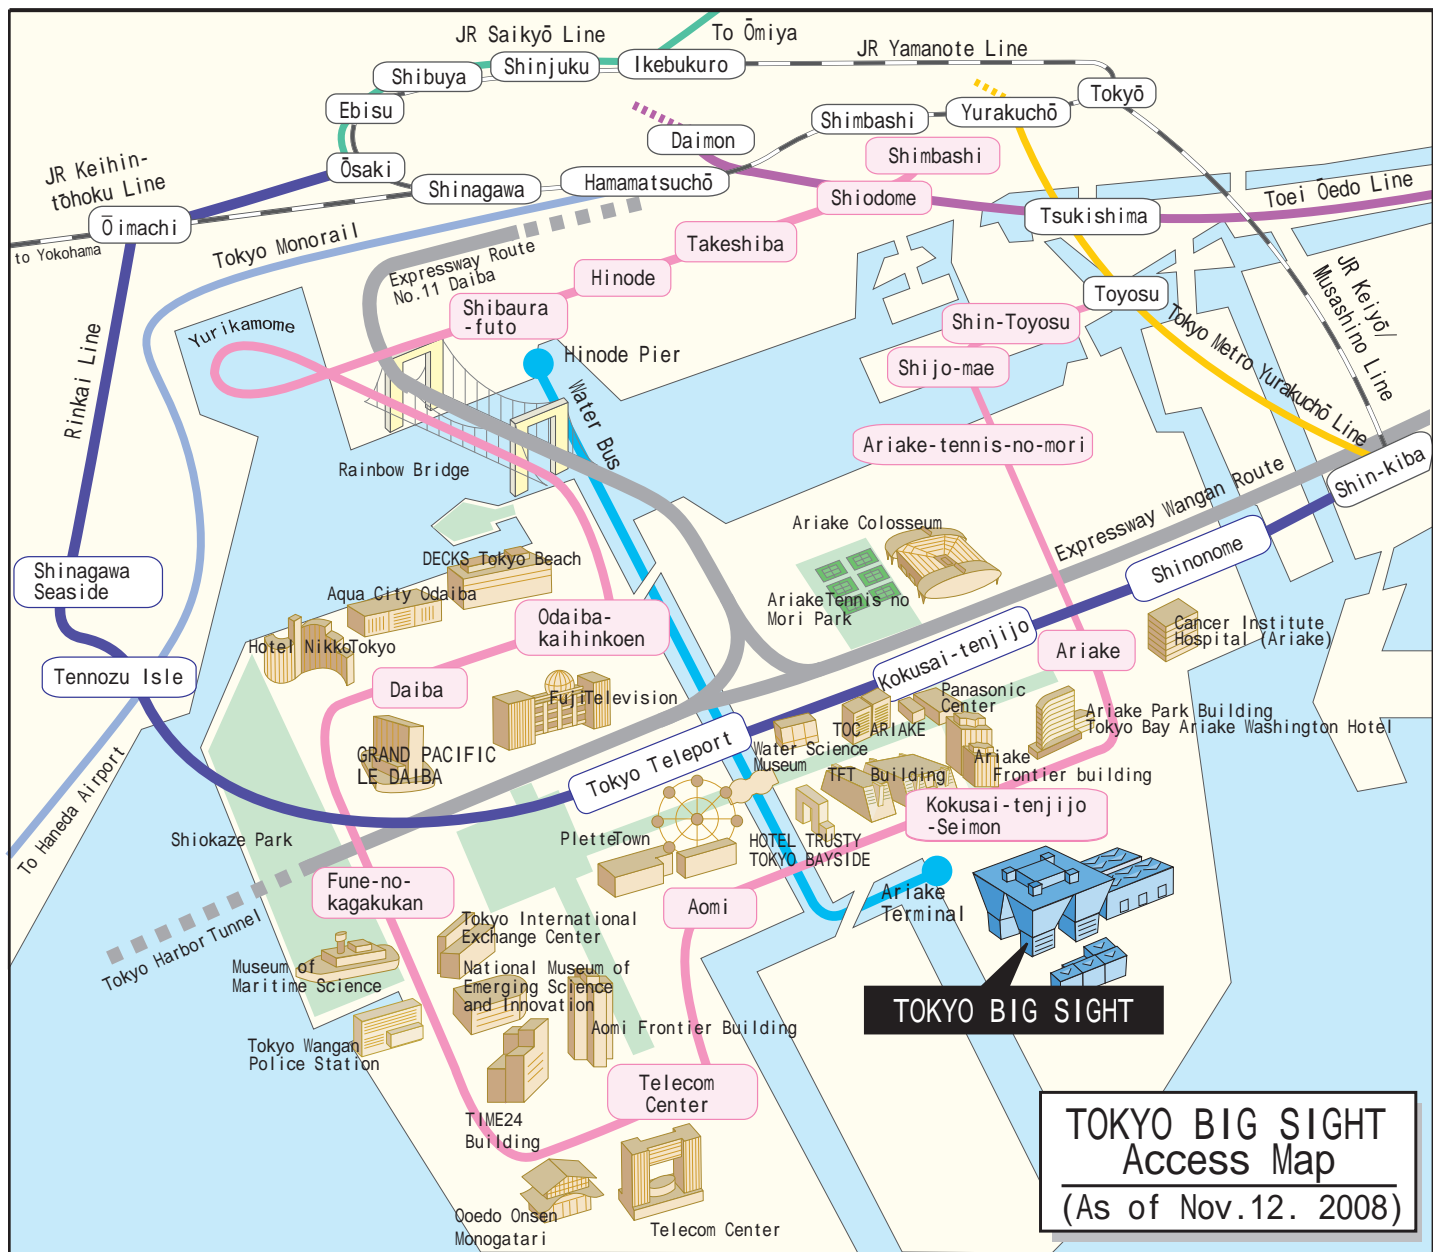 To Ōmiya
JR Saikyō Line
JR Yamanote Line
Shibuya
Shinjuku
Ikebukuro
Ebisu
Tokyō
Yurakuchō
Shimbashi
Daimon
Shimbashi
JR Keihin-
tōhoku Line
Ōsaki
Shinagawa
Hamamatsuchō
Shiodome
Tsukishima
Toei Ōedo Line
Ōimachi
to Yokohama
Tokyo Monorail
Takeshiba
Expressway Route
No.11 Daiba
Hinode
Toyosu
JR Keiyō/
Musashino Line
Shibaura
-futo
Shin-Toyosu
Yurikamome
Hinode Pier
Shijo-mae
Tokyo Metro Yurakuchō Line
Rinkai Line
Water Bus
Rainbow Bridge
Ariake-tennis-no-mori
Shin-kiba
Expressway Wangan Route
Ariake Colosseum
DECKS Tokyo Beach
Shinagawa
Seaside
Aqua City Odaiba
Shinonome
Ariake Tennis no
Mori Park
Odaiba-
kaihinkoen
Cancer Institute
Hospital (Ariake)
Hotel Nikko Tokyo
Kokusai-tenjijo
Ariake
Tennozu Isle
Daiba
Fuji Television
Panasonic
Center
Ariake Park Building
Tokyo Bay Ariake Washington Hotel
TOC ARIAKE
GRAND PACIFIC
LE DAIBA
Tokyo Teleport
Water Science
Museum
TFT Building
Ariake
Frontier building
To Haneda Airport
Kokusai-tenjijo
-Seimon
Shiokaze Park
Plette Town
HOTEL TRUSTY
TOKYO BAYSIDE
Fune-no-
kagakukan
Aomi
Ariake
Terminal
Tokyo Harbor Tunnel
Tokyo International
Exchange Center
Museum of
Maritime Science
National Museum of
Emerging Science
and Innovation
TOKYO BIG SIGHT
Aomi Frontier Building
Tokyo Wangan
Police Station
Telecom
Center
TIME24
Building
Ooedo Onsen
Monogatari
Telecom Center
TOKYO BIG SIGHT
Access Map
(As of Nov.12. 2008)